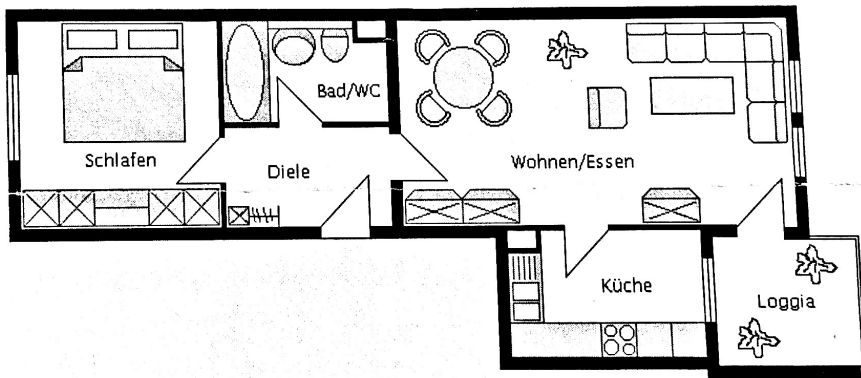 Bad/WC
Schlafen
Diele
Wohnen/Essen
Küche
Loggia